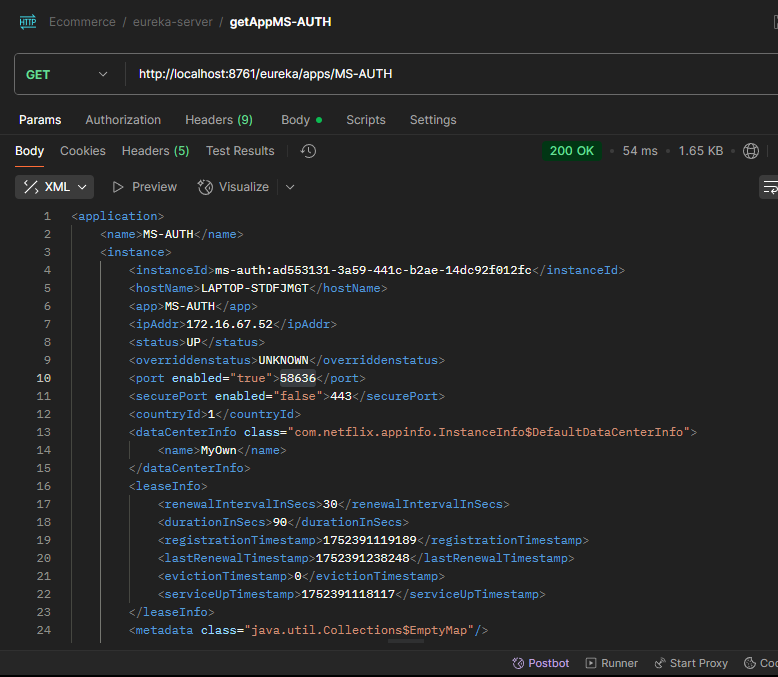 HTTP Ecommerce / eureka-server / getAppMS-AUTH
GET http://localhost:8761/eureka/apps/MS-AUTH
Params Authorization Headers (9) Body Scripts Settings
Body Cookies Headers (5) Test Results 200 OK 54 ms 1.65 KB
XML Preview Visualize
1 <application>
2 <name>MS-AUTH</name>
3 <instance>
4 <instanceId>ms-auth:ad553131-3a59-441c-b2ae-14dc92f012fc</instanceId>
5 <hostName>LAPTOP-STDFJMGT</hostName>
6 <app>MS-AUTH</app>
7 <ipAddr>172.16.67.52</ipAddr>
8 <status>UP</status>
9 <overriddenstatus>UNKNOWN</overriddenstatus>
10 <port enabled="true">58636</port>
11 <securePort enabled="false">443</securePort>
12 <countryId>1</countryId>
13 <dataCenterInfo class="com.netflix.appinfo.InstanceInfo$DefaultDataCenterInfo">
14 <name>MyOwn</name>
15 </dataCenterInfo>
16 <leaseInfo>
17 <renewalIntervalInSecs>30</renewalIntervalInSecs>
18 <durationInSecs>90</durationInSecs>
19 <registrationTimestamp>1752391119189</registrationTimestamp>
20 <lastRenewalTimestamp>1752391238248</lastRenewalTimestamp>
21 <evictionTimestamp>0</evictionTimestamp>
22 <serviceUpTimestamp>1752391118117</serviceUpTimestamp>
23 </leaseInfo>
24 <metadata class="java.util.Collections$EmptyMap"/>
Postbot Runner Start Proxy Coo